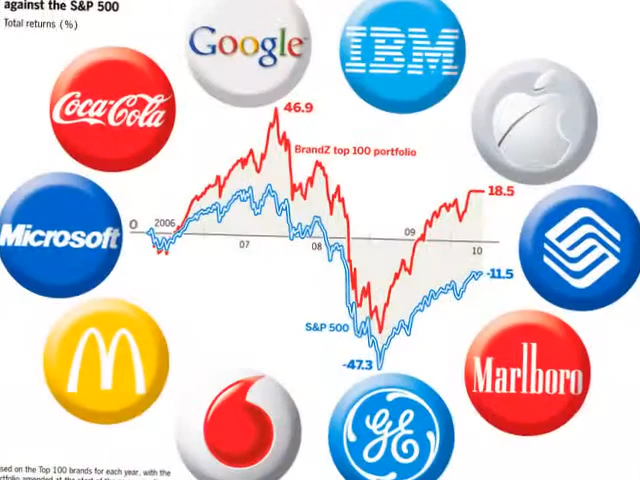 against the S&P 500
Total returns (%)
Google
IBM
Coca-Cola
46.9
BrandZ top 100 portfolio
18.5
0
2006
Microsoft
09
07
08
10
-11.5
S&P 500
-47.3
Marlboro
GE
sed on the Top 100 brands for each year, with the